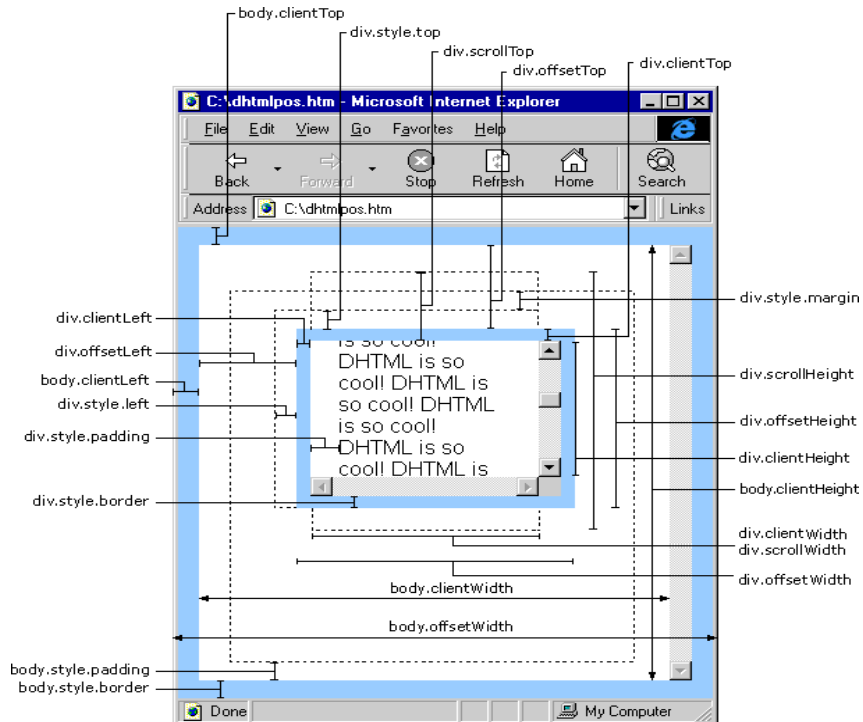 body.clientTop
div.style.top
div.scrollTop
div.clientTop
div.offsetTop
C:\dhtmlpos.htm - Microsoft Internet Explorer
File Edit View Go Favorites Help
Back Forward Stop Refresh Home Search
Address C:\dhtmlpos.htm Links
div.style.margin
div.clientLeft
is so cool!
div.offsetLeft
DHTML is so
div.scrollHeight
body.clientLeft
cool! DHTML is
div.style.left
so cool! DHTML
div.offsetHeight
is so cool!
div.style.padding
DHTML is so
div.clientHeight
cool! DHTML is
body.clientHeight
div.style.border
div.clientWidth
div.scrollWidth
div.offsetWidth
body.clientWidth
body.offsetWidth
body.style.padding
body.style.border
Done My Computer